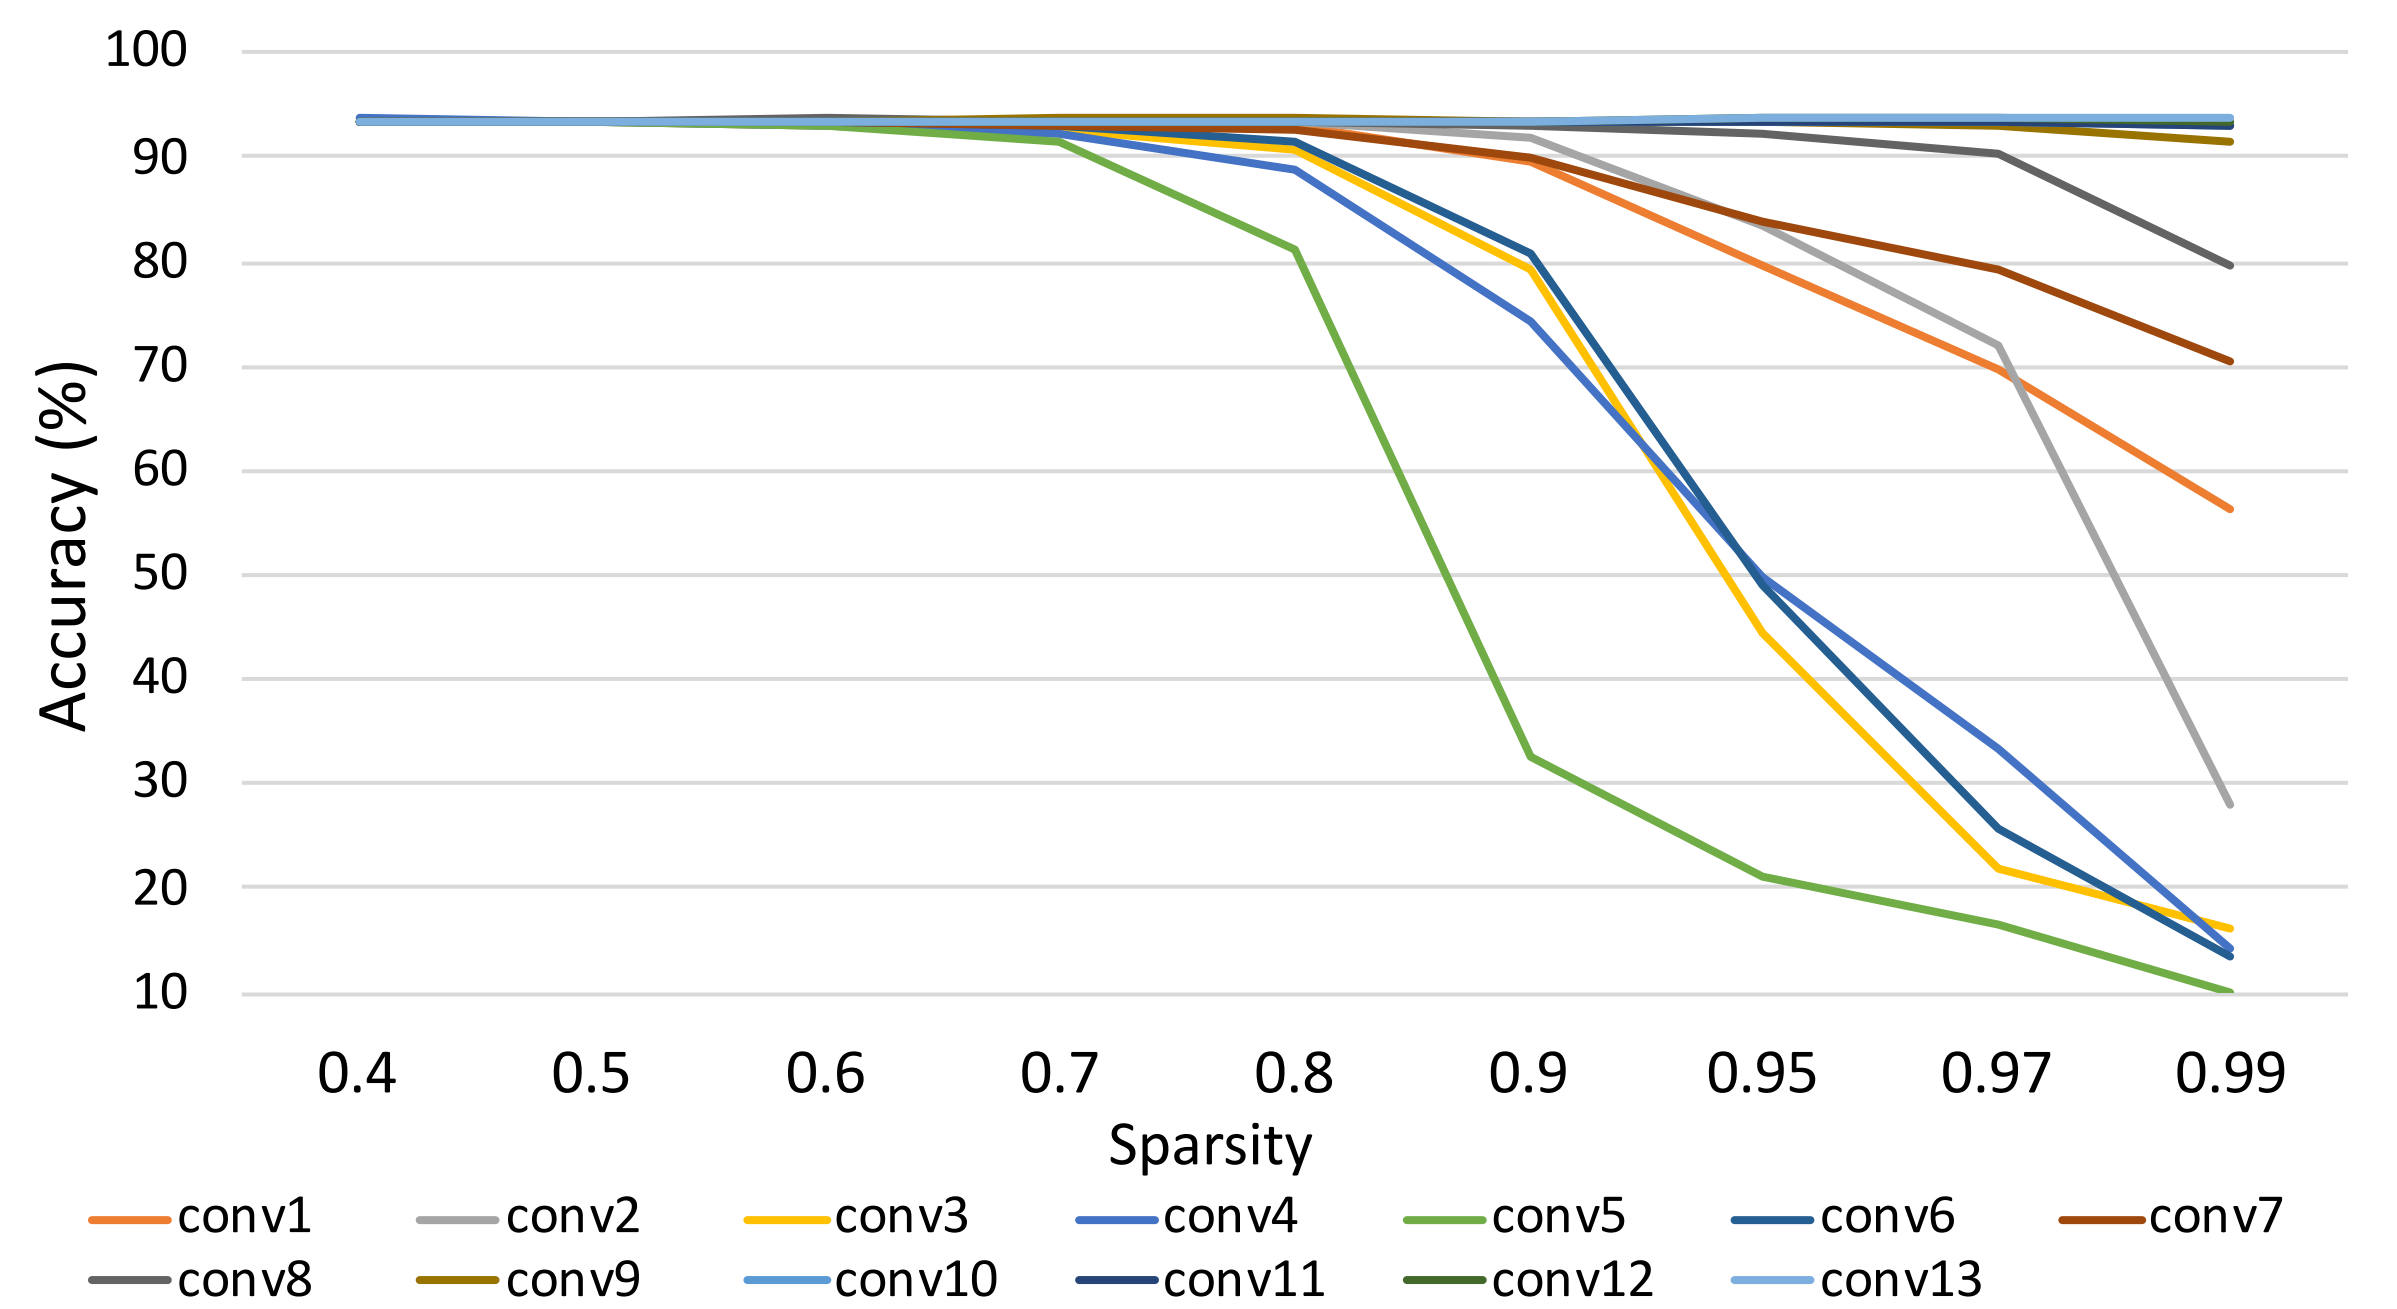 100
90
80
70
60
50
40
30
20
10
Accuracy (%)
0.4 0.5 0.6 0.7 0.8 0.9 0.95 0.97 0.99
Sparsity
conv1 conv2 conv3 conv4 conv5 conv6 conv7
conv8 conv9 conv10 conv11 conv12 conv13